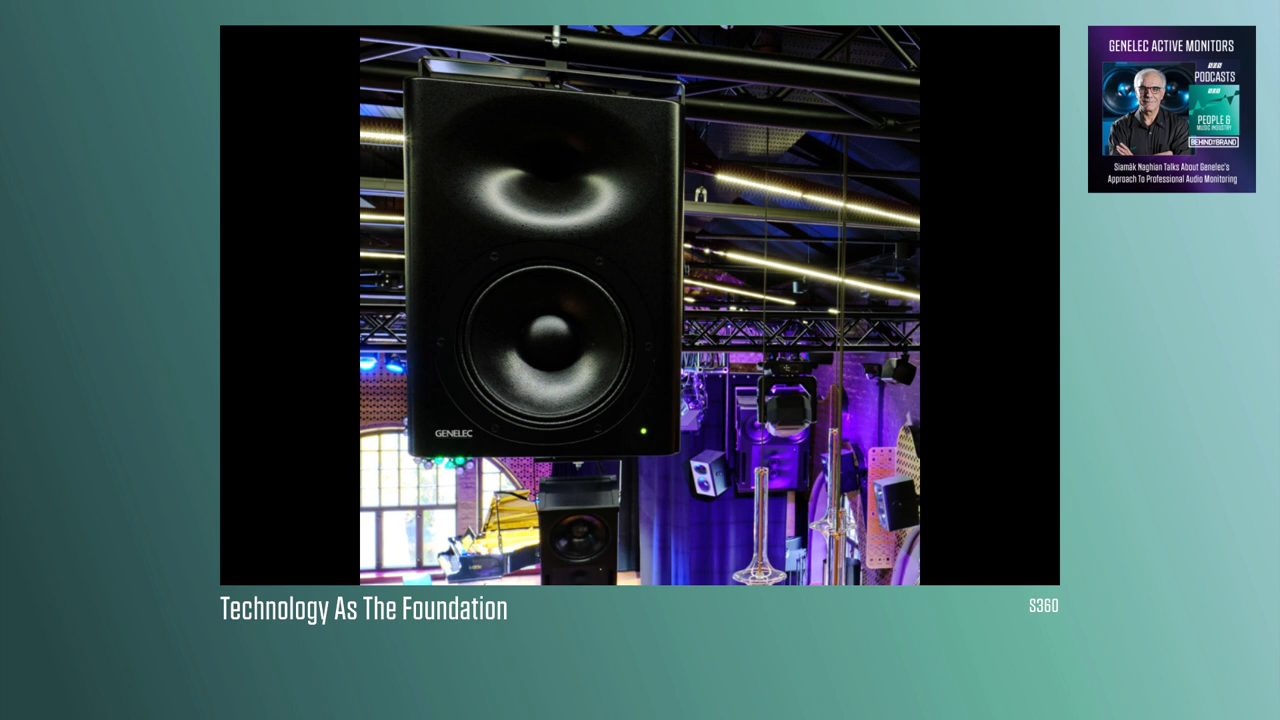 GENELEC ACTIVE MONITORS
PODCASTS
PEOPLE &
MUSIC INDUSTRY
BEHIND THE BRAND
Siamäk Naghian Talks About Genelec's
Approach To Professional Audio Monitoring
GENELEC
Technology As The Foundation
S360